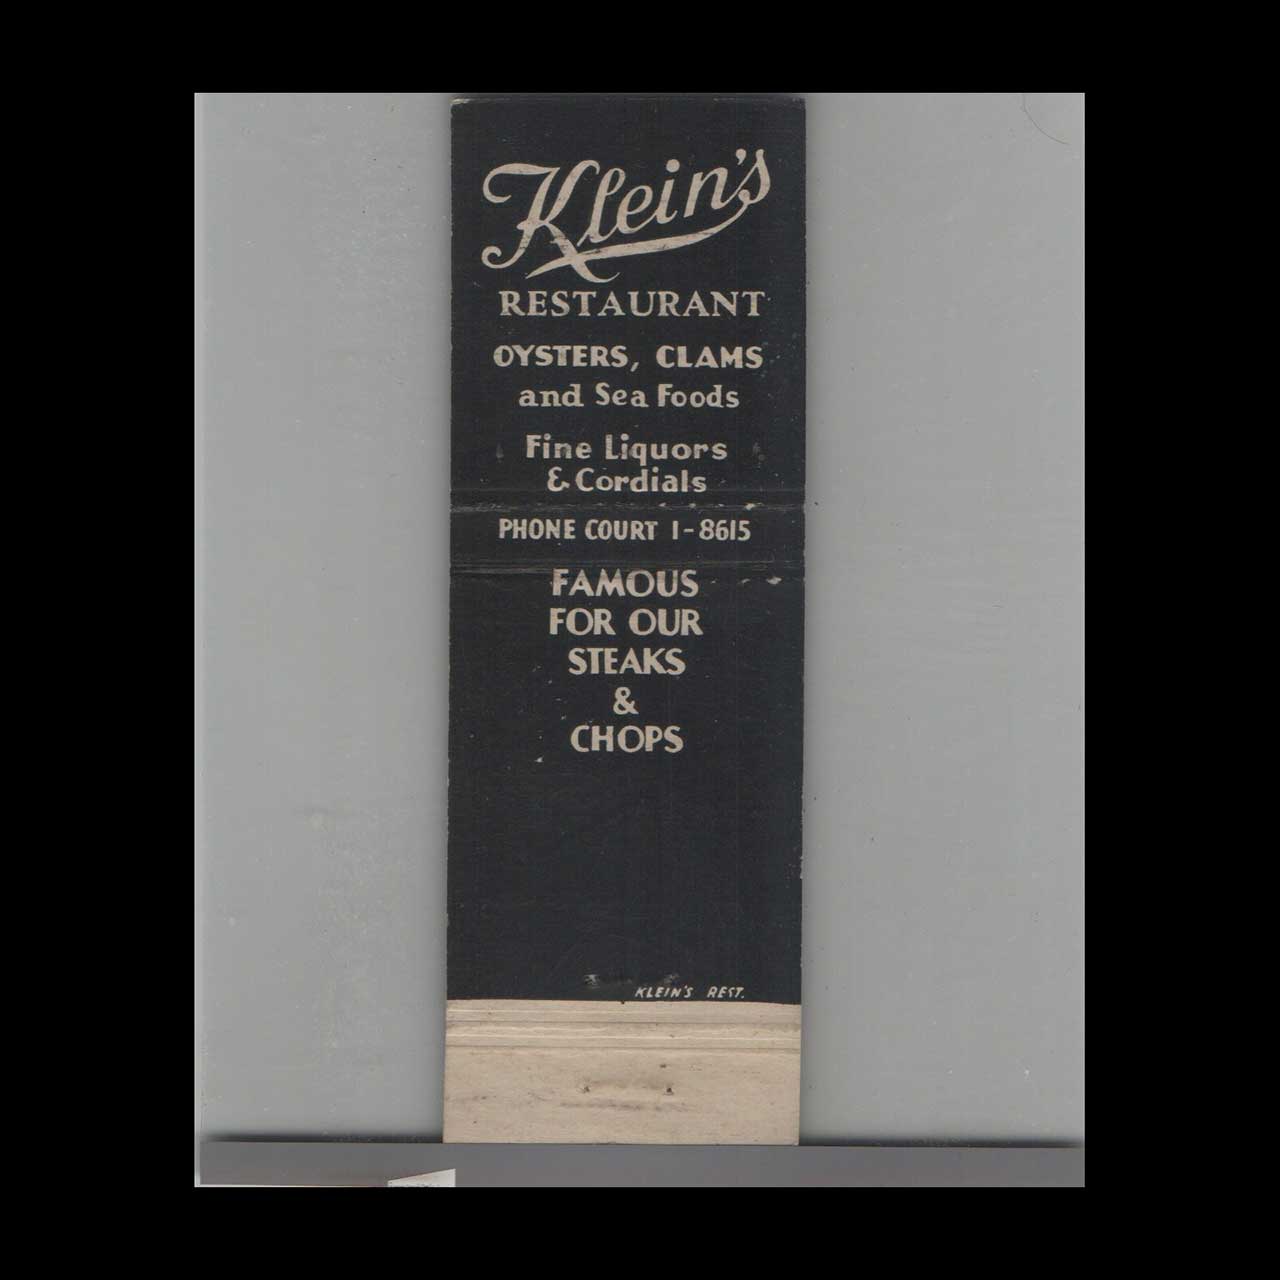 Klein's
RESTAURANT
OYSTERS, CLAMS
and Sea Foods
Fine Liquors
& Cordials
PHONE COURT 1-8615
FAMOUS
FOR OUR
STEAKS
&
CHOPS
KLEIN'S REST.